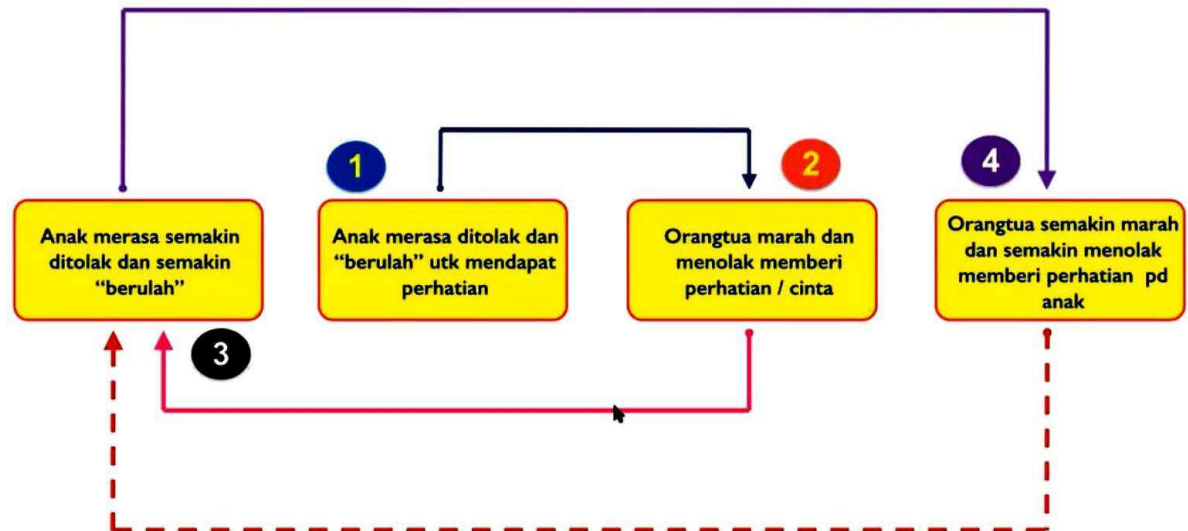 1
2
4
Anak merasa semakin
ditolak dan semakin
“berulah”
Anak merasa ditolak dan
“berulah” utk mendapat
perhatian
Orangtua marah dan
menolak memberi
perhatian / cinta
Orangtua semakin marah
dan semakin menolak
memberi perhatian pd
anak
3